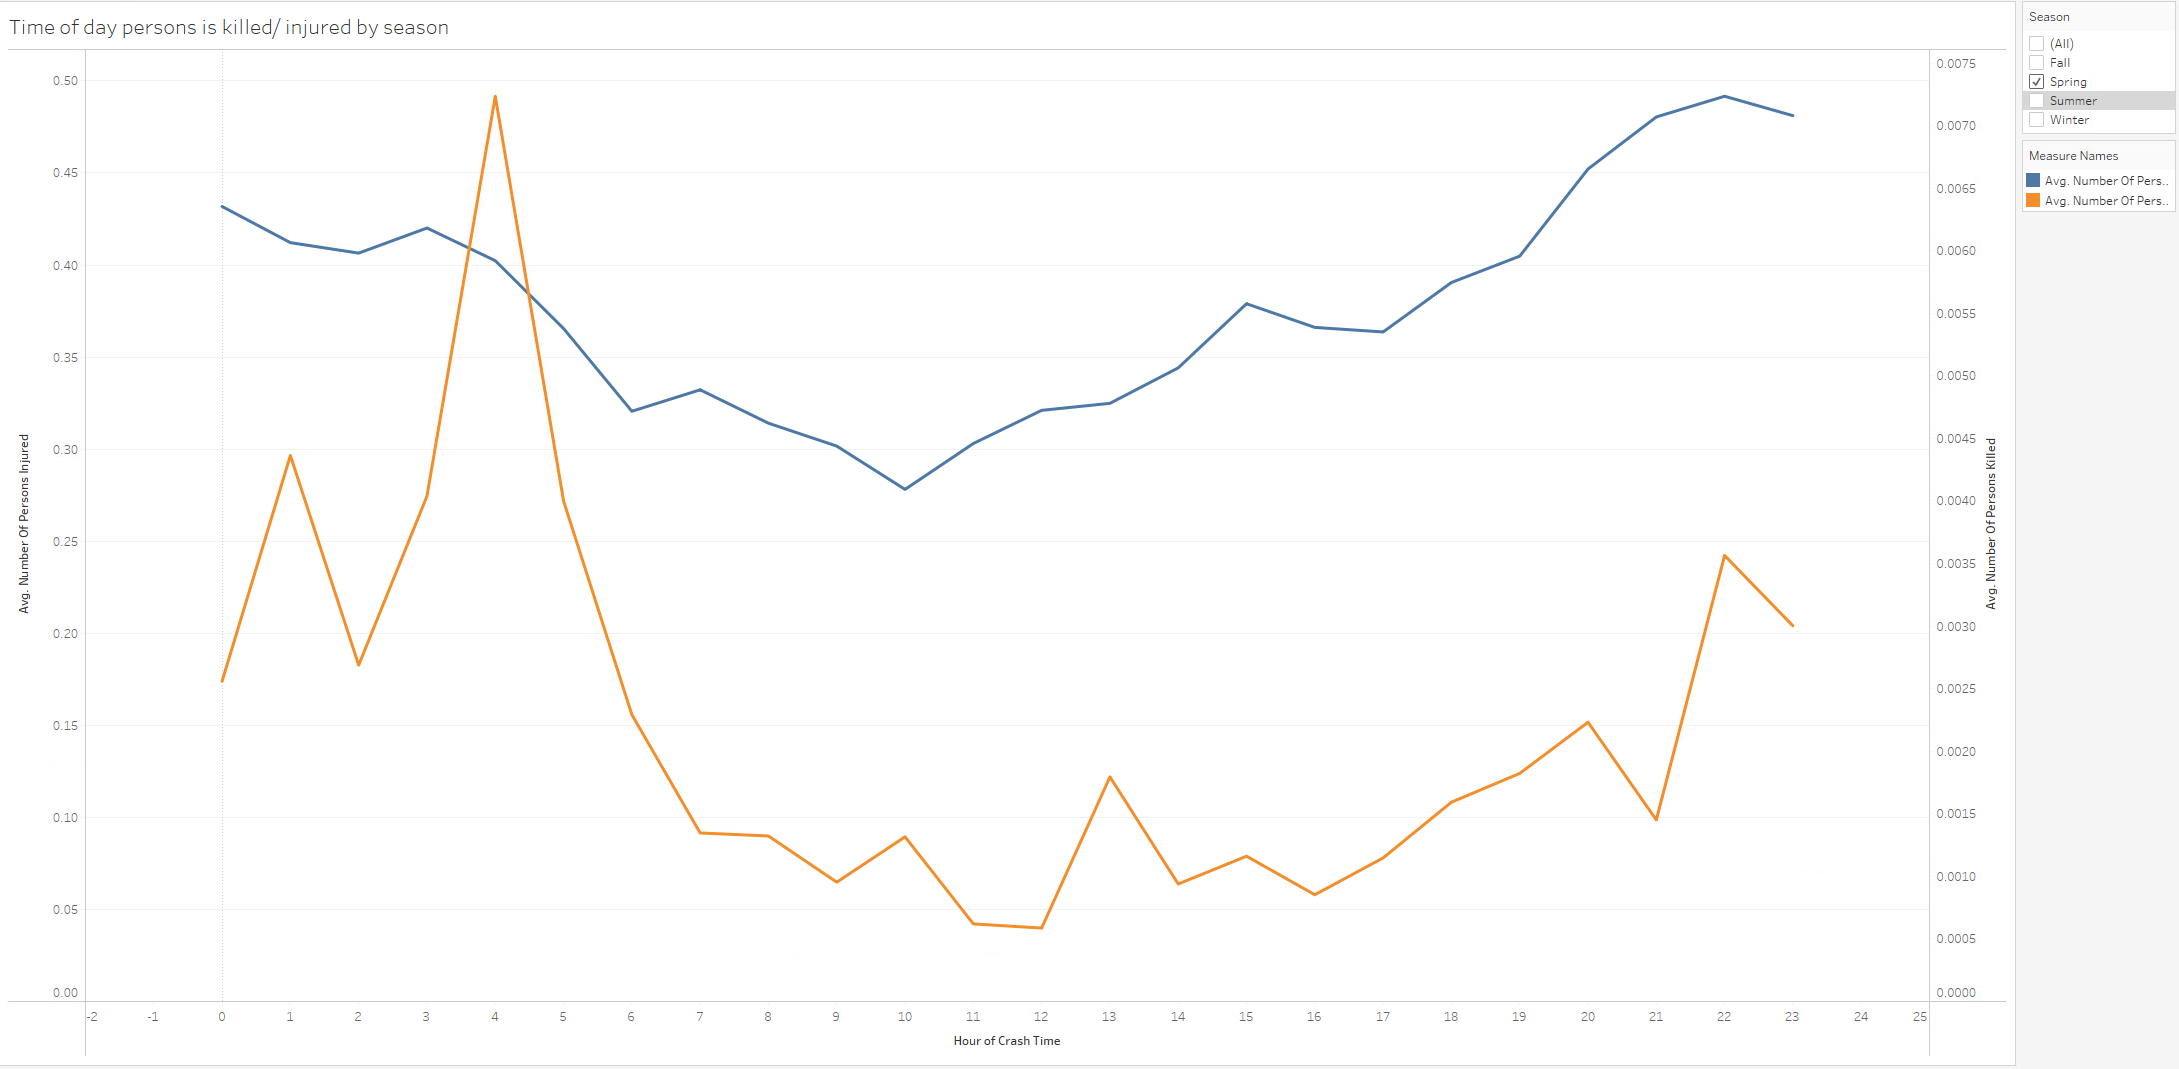 Time of day persons is killed/ injured by season
0.50
0.45
0.40
0.35
0.30
0.25
0.20
0.15
0.10
0.05
0.00
Avg. Number Of Persons Injured
0.0075
0.0070
0.0065
0.0060
0.0055
0.0050
0.0045
0.0040
0.0035
0.0030
0.0025
0.0020
0.0015
0.0010
0.0005
0.0000
Avg. Number Of Persons Killed
-2 -1 0 1 2 3 4 5 6 7 8 9 10 11 12 13 14 15 16 17 18 19 20 21 22 23 24 25
Hour of Crash Time
Season
(All)
Fall
Spring
Summer
Winter
Measure Names
Avg. Number Of Pers..
Avg. Number Of Pers..